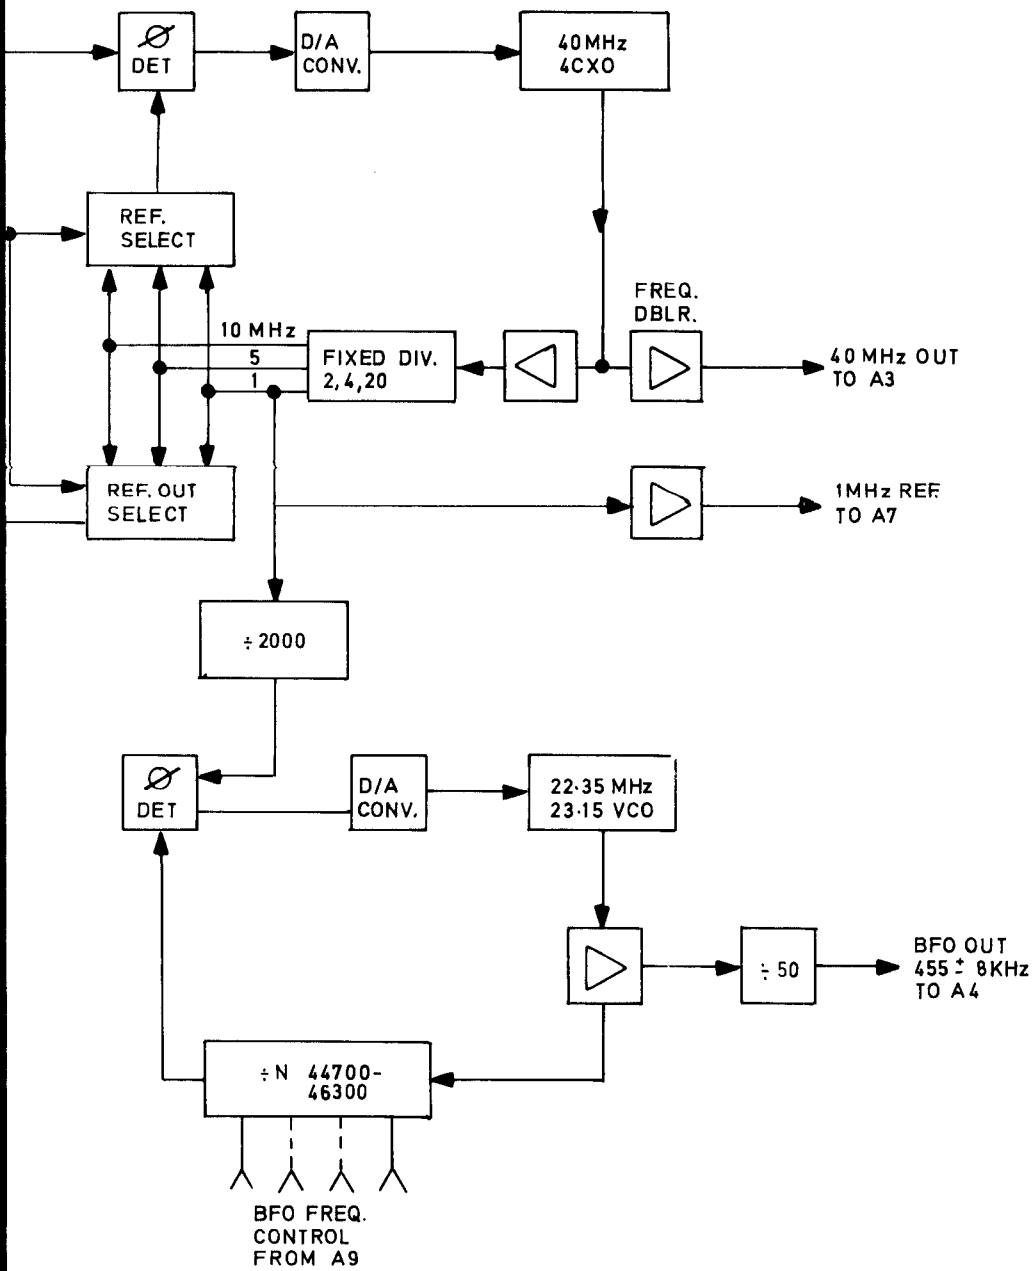 Ø
DET
D/A
CONV.
40MHz
4CXO
REF.
SELECT
FREQ.
DBLR.
10 MHz
5
1
FIXED DIV.
2,4,20
40 MHz OUT
TO A3
REF. OUT
SELECT
1MHz REF.
TO A7
÷2000
Ø
DET
D/A
CONV.
22·35 MHz
23·15 VCO
BFO OUT
455 ± 8KHz
TO A4
÷ 50
÷N 44700-
46300
BFO FREQ.
CONTROL
FROM A9